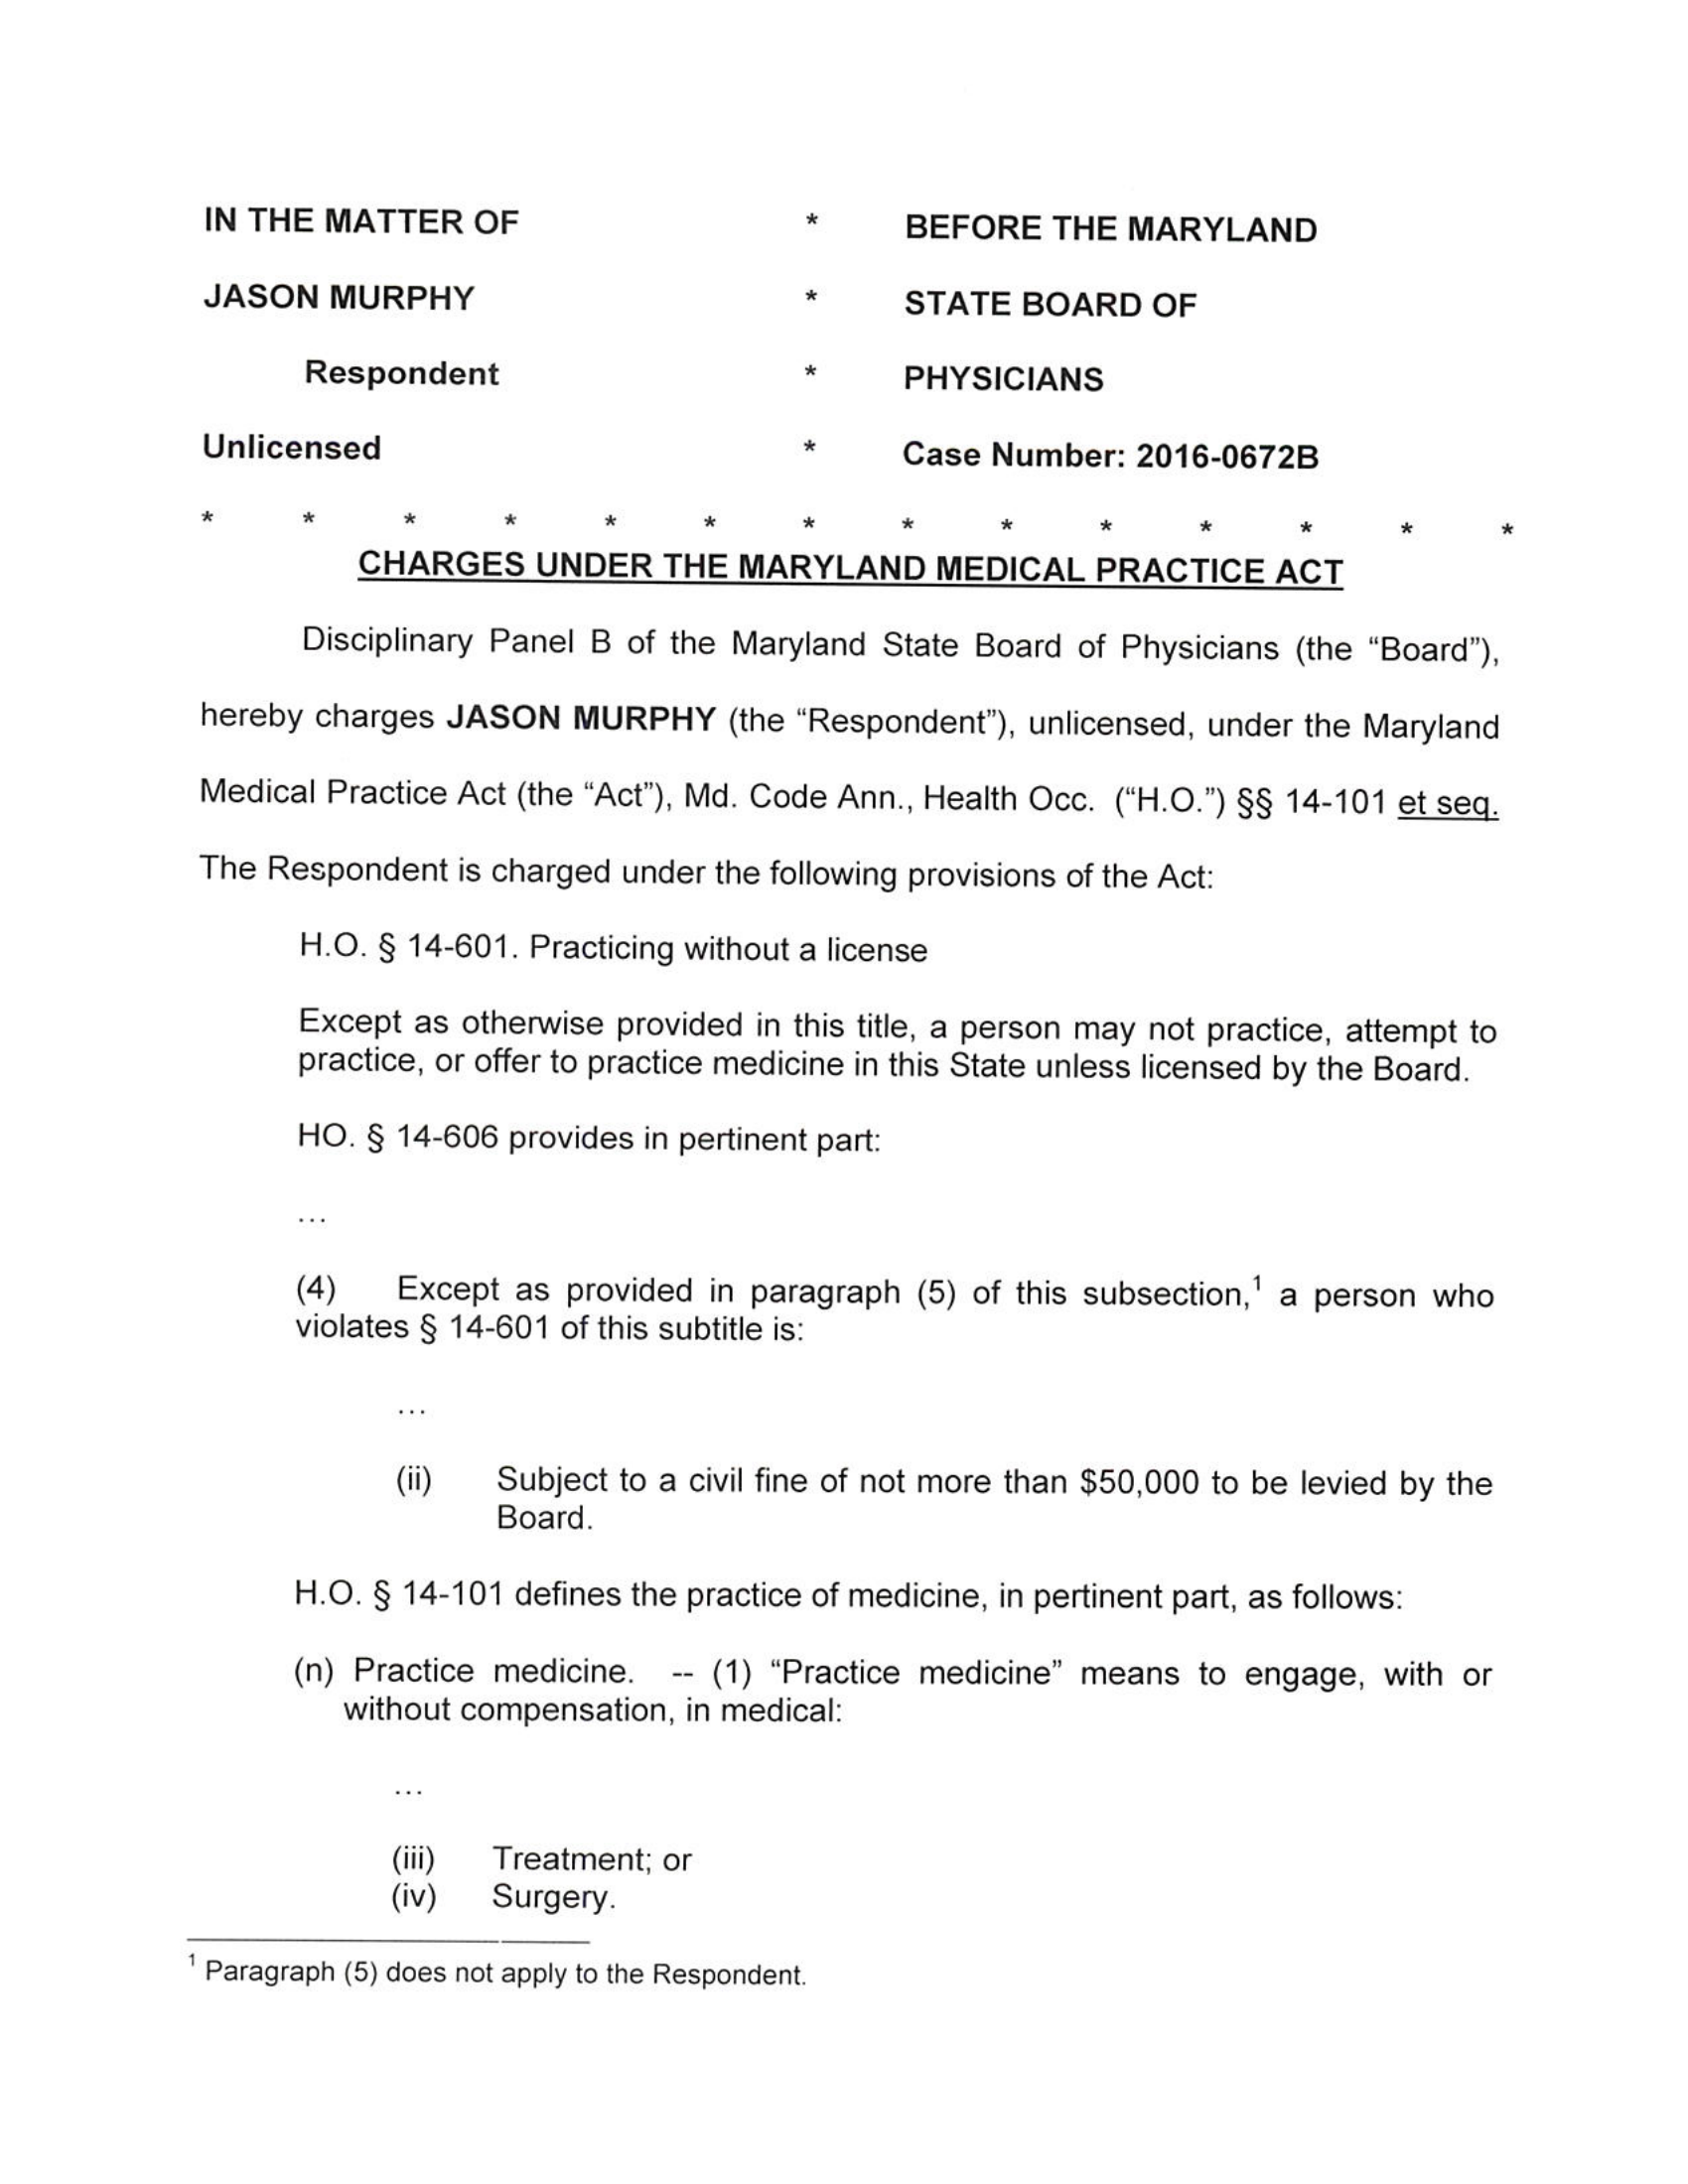 IN THE MATTER OF * BEFORE THE MARYLAND
JASON MURPHY * STATE BOARD OF
Respondent * PHYSICIANS
Unlicensed * Case Number: 2016-0672B
* * * * * * * * * * * * * *
CHARGES UNDER THE MARYLAND MEDICAL PRACTICE ACT
Disciplinary Panel B of the Maryland State Board of Physicians (the “Board”),
hereby charges JASON MURPHY (the “Respondent”), unlicensed, under the Maryland
Medical Practice Act (the “Act”), Md. Code Ann., Health Occ. (“H.O.”) §§ 14-101 et seq.
The Respondent is charged under the following provisions of the Act:
H.O. § 14-601. Practicing without a license
Except as otherwise provided in this title, a person may not practice, attempt to
practice, or offer to practice medicine in this State unless licensed by the Board.
HO. § 14-606 provides in pertinent part:
...
(4) Except as provided in paragraph (5) of this subsection,1 a person who
violates § 14-601 of this subtitle is:
...
(ii) Subject to a civil fine of not more than $50,000 to be levied by the
Board.
H.O. § 14-101 defines the practice of medicine, in pertinent part, as follows:
(n) Practice medicine. -- (1) “Practice medicine” means to engage, with or
without compensation, in medical:
...
(iii) Treatment; or
(iv) Surgery.
1 Paragraph (5) does not apply to the Respondent.